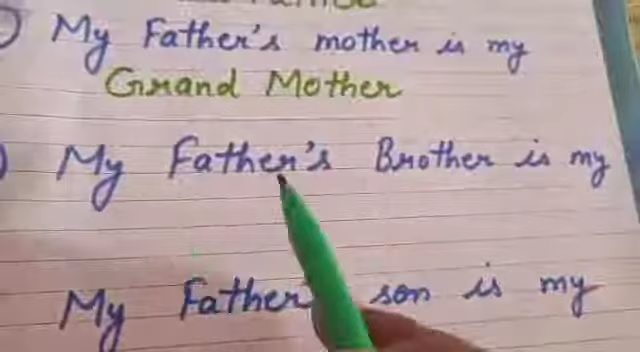 My Father's mother is my
Grand Mother
My Father's Brother is my
My Father son is my